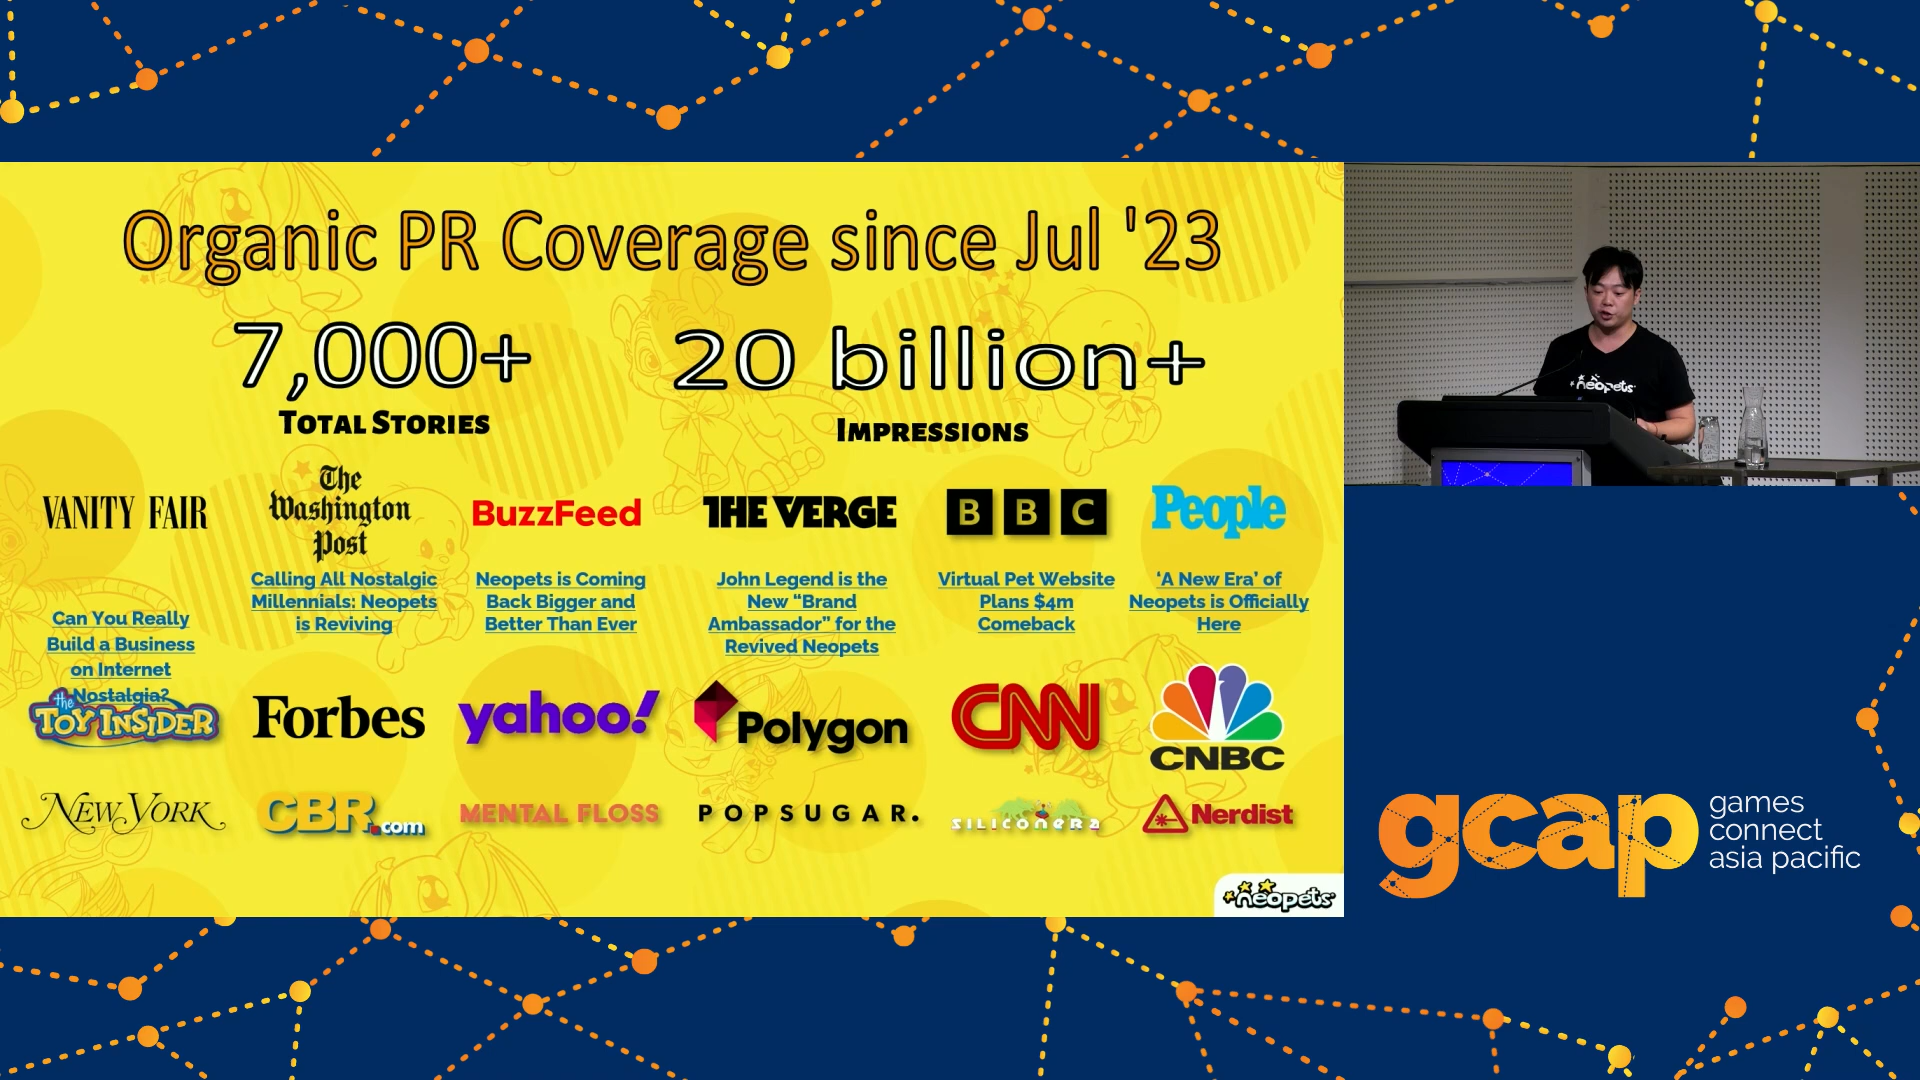 Organic PR Coverage since Jul '23
7,000+
Total Stories
20 billion+
Impressions
VANITY FAIR
Can You Really
Build a Business
on Internet
Nostalgia?
The
Washington
Post
Calling All Nostalgic
Millennials: Neopets
is Reviving
BuzzFeed
Neopets is Coming
Back Bigger and
Better Than Ever
THE VERGE
John Legend is the
New “Brand
Ambassador” for the
Revived Neopets
BBC
Virtual Pet Website
Plans $4m
Comeback
People
‘A New Era’ of
Neopets is Officially
Here
the
TOY INSIDER
Forbes
yahoo!
Polygon
CNN
CNBC
NEW YORK
CBR.com
MENTAL FLOSS
POPSUGAR.
SILICONERA
Nerdist
neopets
neopets
gcap
games
connect
asia pacific